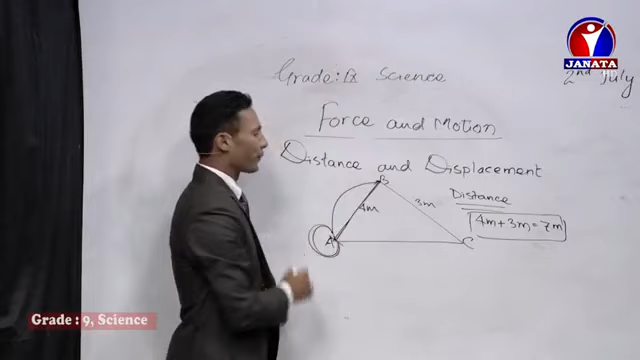 JANATA
Grade: IX Science
2nd July
Force and Motion
Distance and Displacement
B
4m
3m
Distance
4m+3m=7m
A
C
Grade : 9, Science